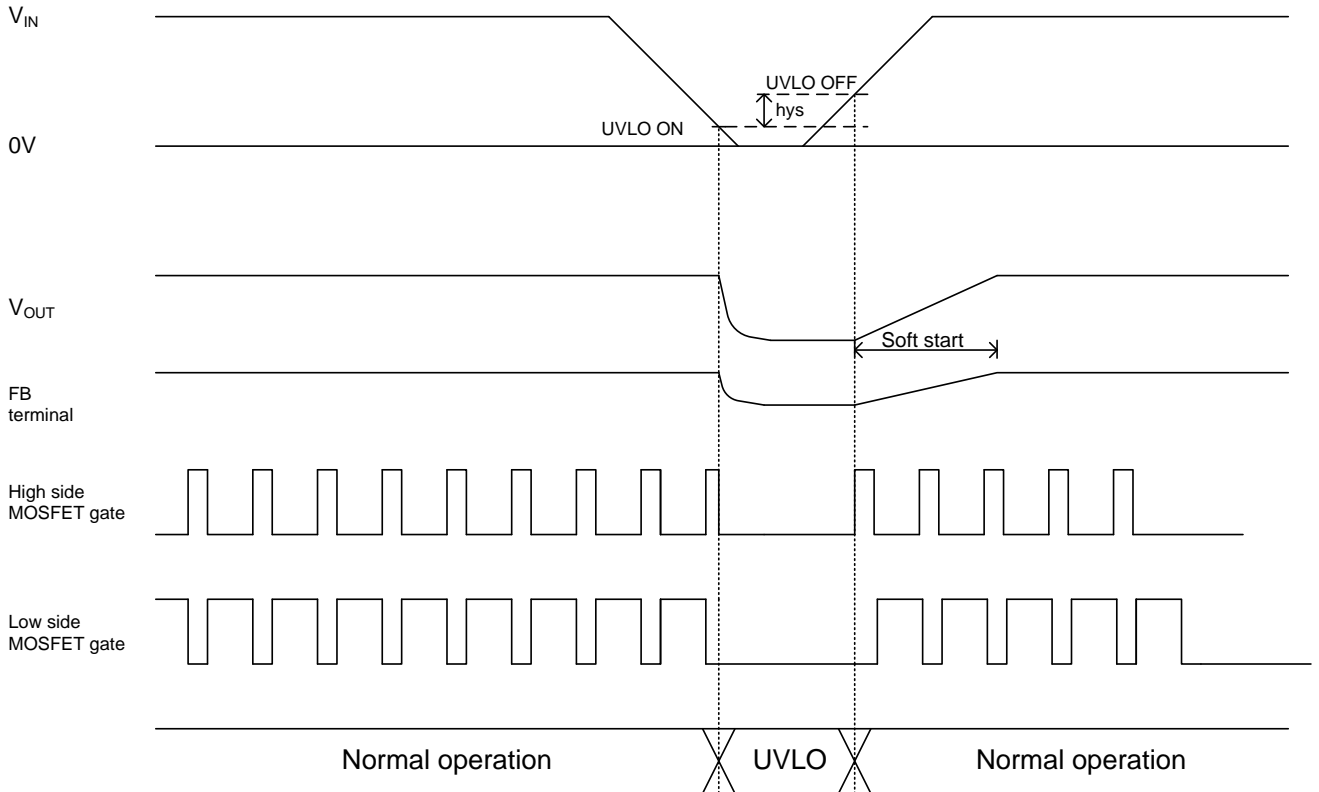 VIN
UVLO OFF
hys
UVLO ON
0V
VOUT
Soft start
FB
terminal
High side
MOSFET gate
Low side
MOSFET gate
Normal operation
UVLO
Normal operation